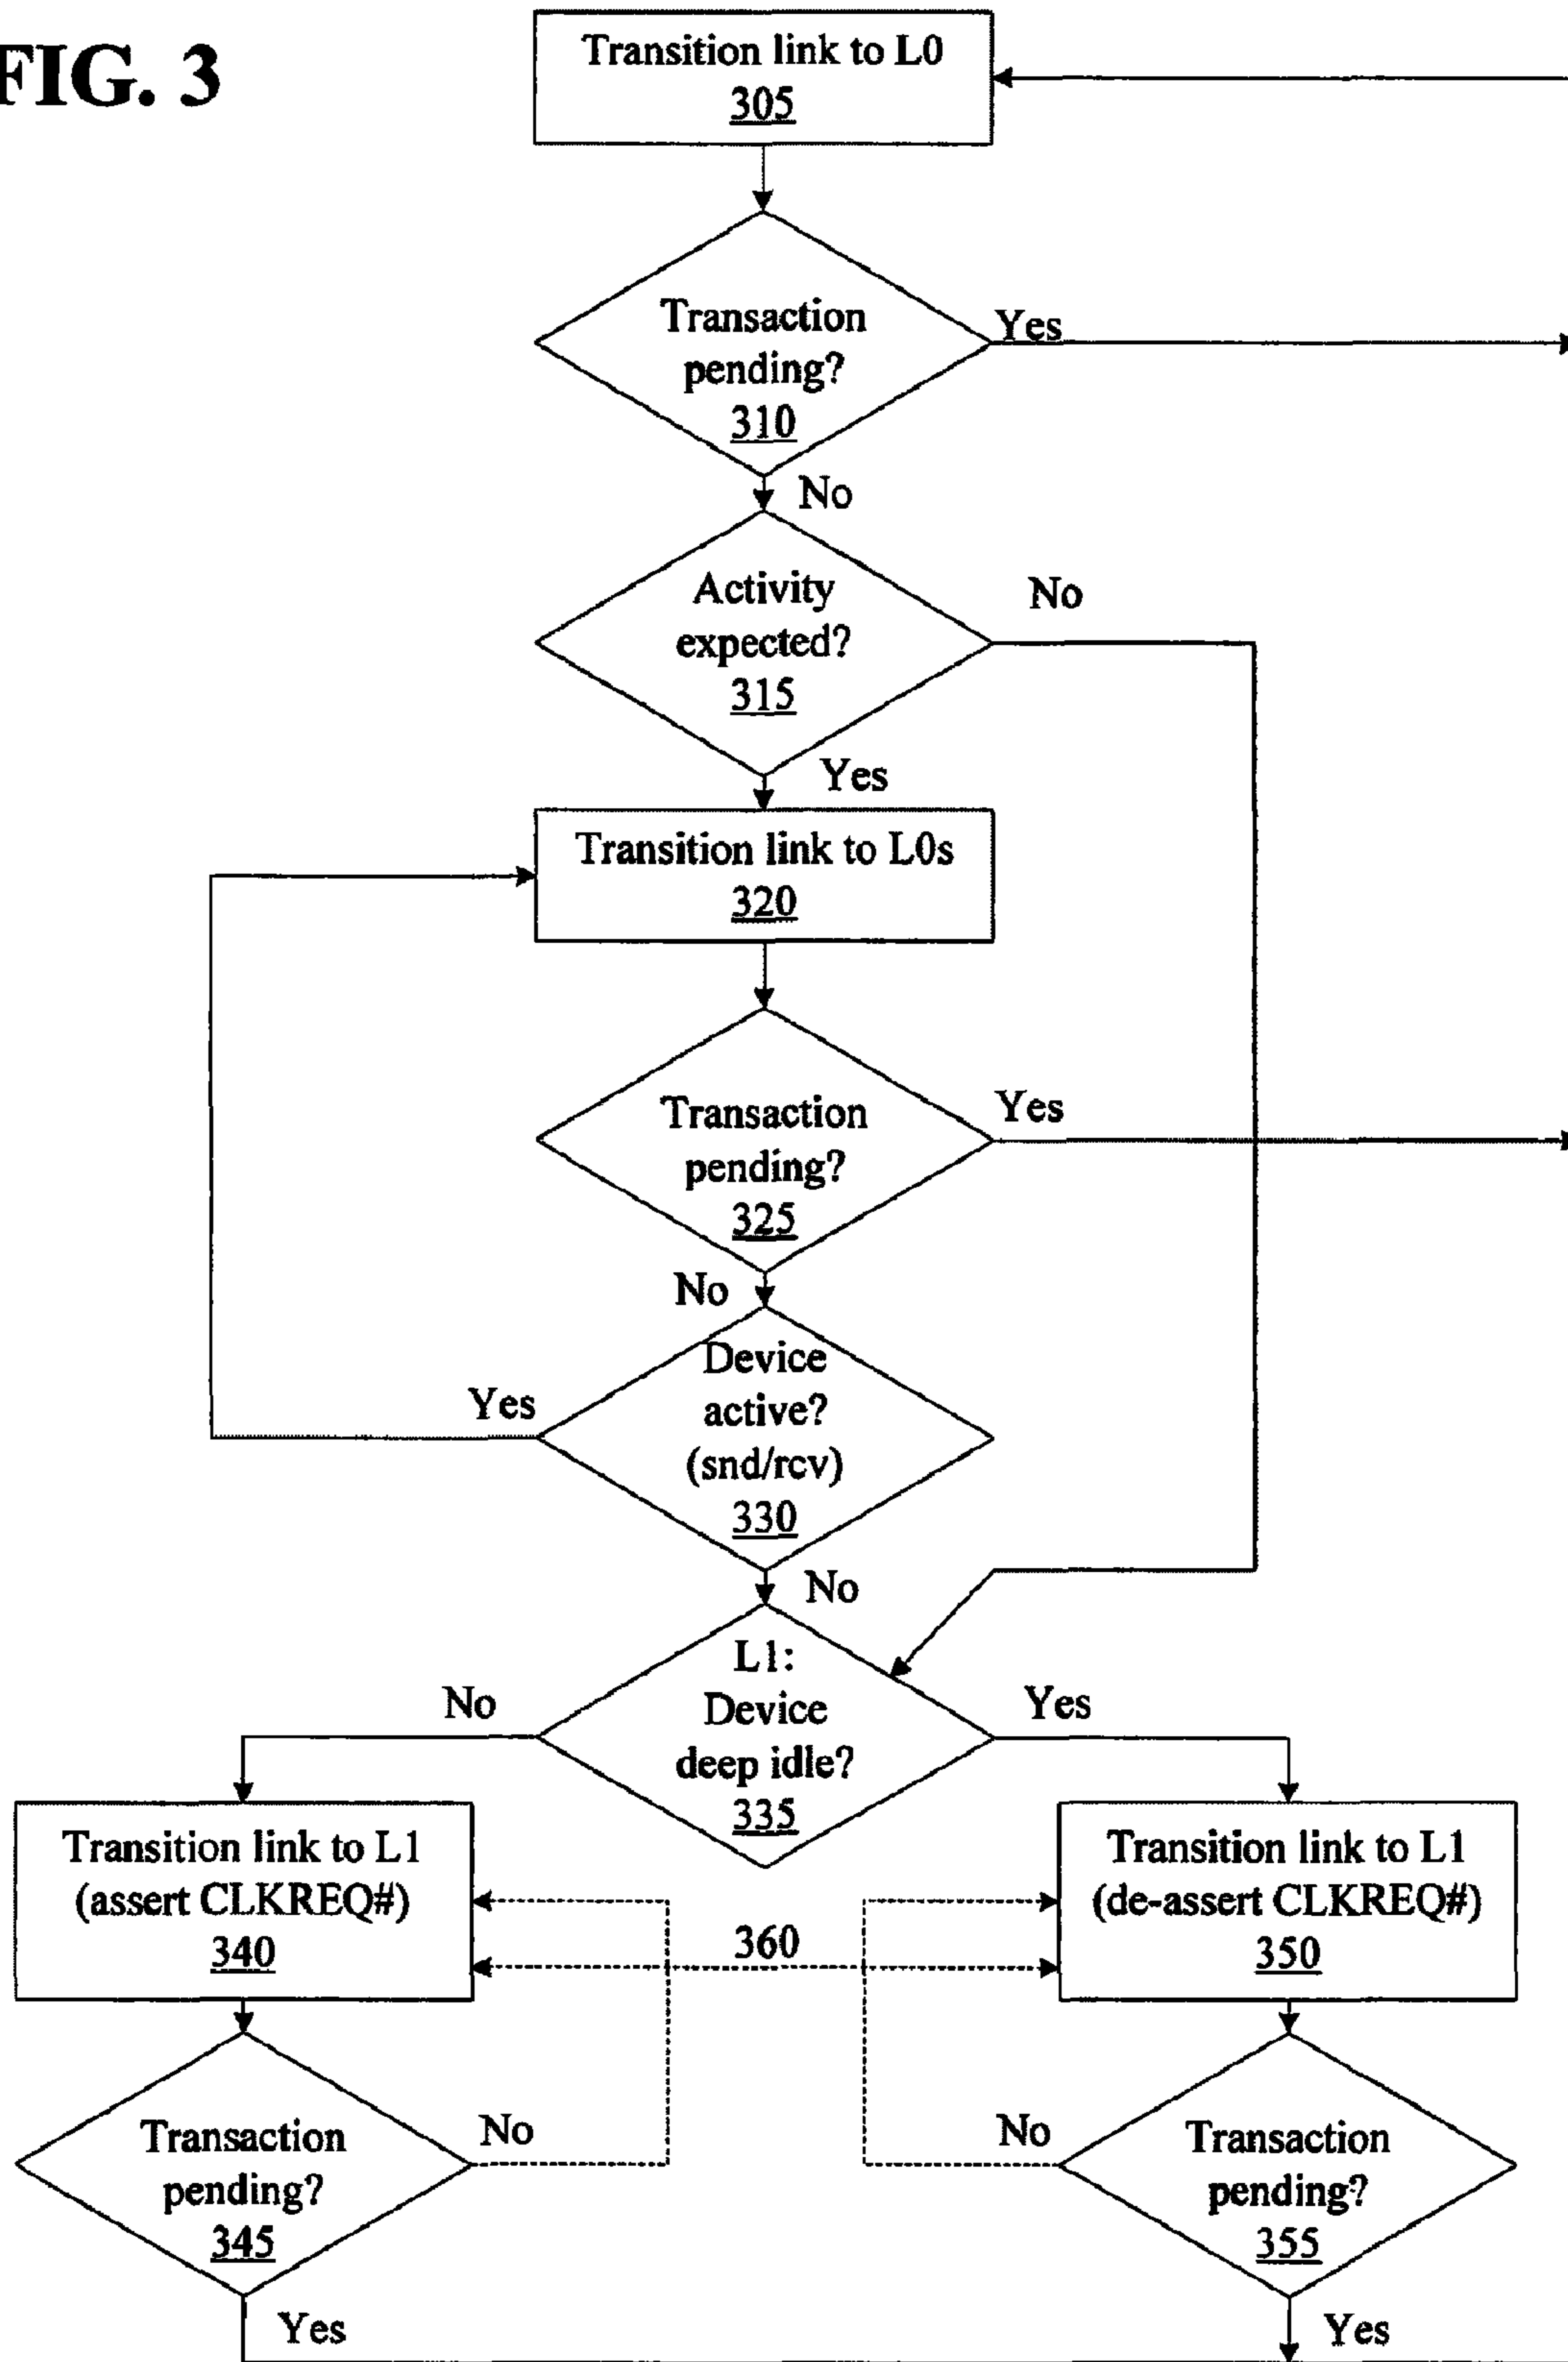 FIG. 3
Transition link to L0
305
Transaction
pending?
310
Yes
No
Activity
expected?
315
No
Yes
Transition link to L0s
320
Transaction
pending?
325
Yes
No
Device
active?
(snd/rcv)
330
Yes
No
L1:
Device
deep idle?
335
No
Yes
Transition link to L1
(assert CLKREQ#)
340
360
Transition link to L1
(de-assert CLKREQ#)
350
Transaction
pending?
345
No
Yes
No
Transaction
pending?
355
Yes